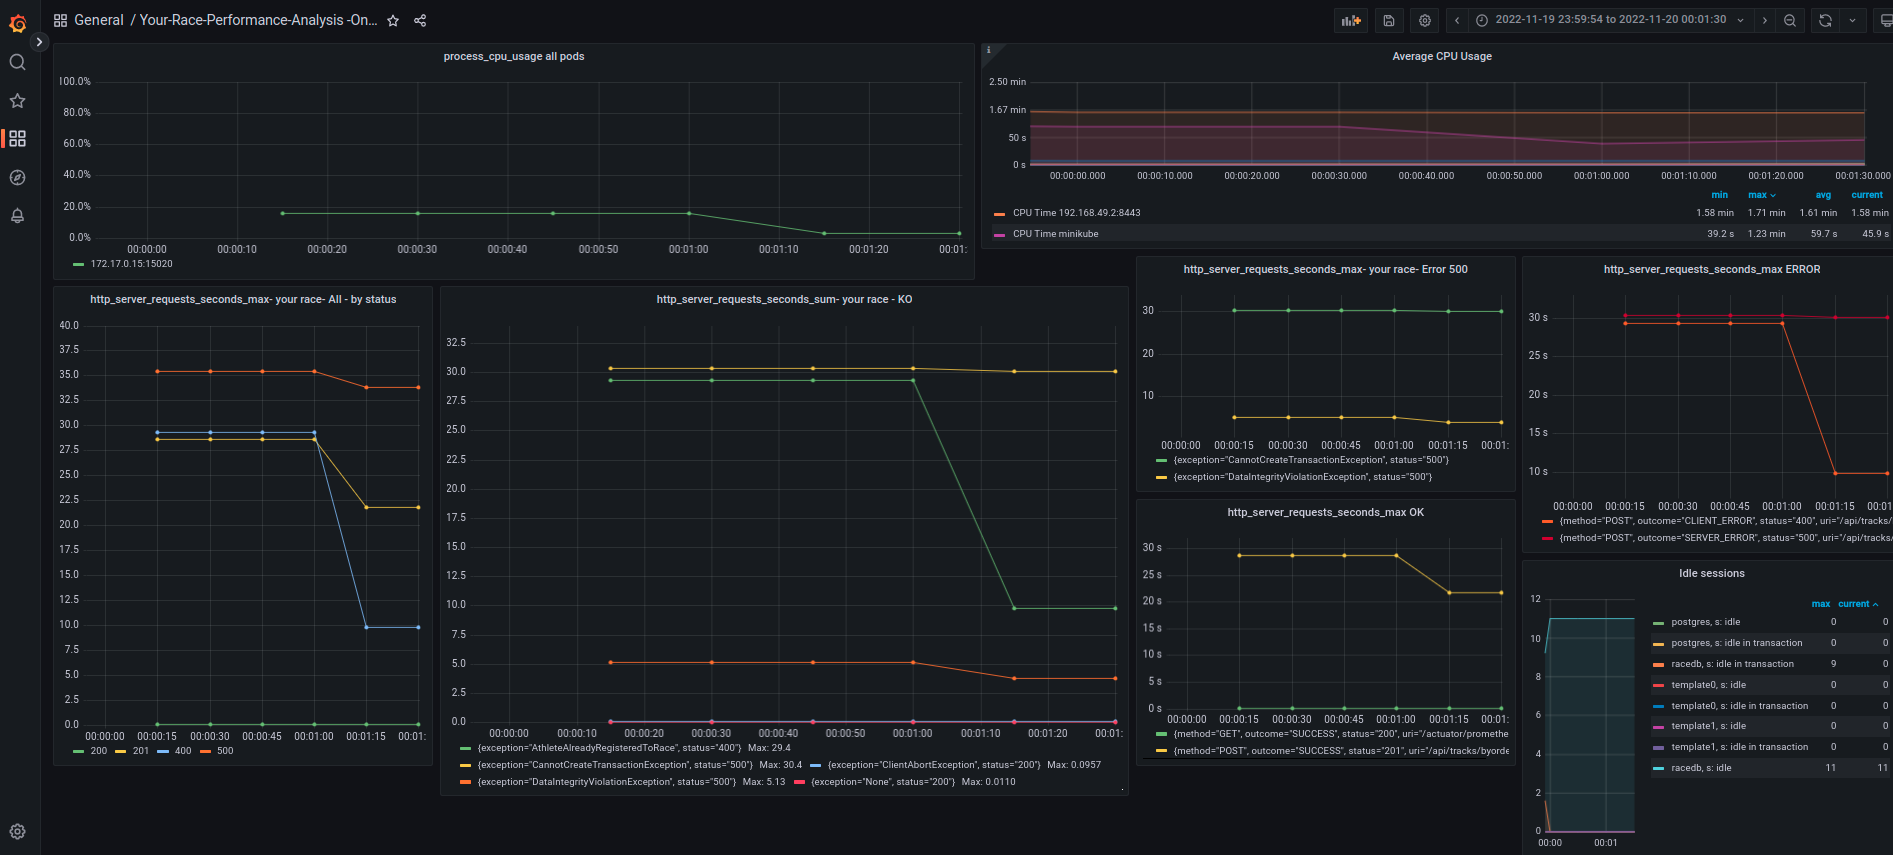 General / Your-Race-Performance-Analysis -On...
2022-11-19 23:59:54 to 2022-11-20 00:01:30
process_cpu_usage all pods
100.0%
80.0%
60.0%
40.0%
20.0%
0.0%
00:00:00 00:00:10 00:00:20 00:00:30 00:00:40 00:00:50 00:01:00 00:01:10 00:01:20 00:01:
172.17.0.15:15020
i
Average CPU Usage
2.50 min
1.67 min
50 s
0 s
00:00:00.000 00:00:10.000 00:00:20.000 00:00:30.000 00:00:40.000 00:00:50.000 00:01:00.000 00:01:10.000 00:01:20.000 00:01:30.000
min max avg current
CPU Time 192.168.49.2:8443 1.58 min 1.71 min 1.61 min 1.58 min
CPU Time minikube 39.2 s 1.23 min 59.7 s 45.9 s
http_server_requests_seconds_max- your race- All - by status
40.0
37.5
35.0
32.5
30.0
27.5
25.0
22.5
20.0
17.5
15.0
12.5
10.0
7.5
5.0
2.5
0.0
00:00:00 00:00:15 00:00:30 00:00:45 00:01:00 00:01:15 00:01:
200 201 400 500
http_server_requests_seconds_sum- your race - KO
32.5
30.0
27.5
25.0
22.5
20.0
17.5
15.0
12.5
10.0
7.5
5.0
2.5
0.0
00:00:00 00:00:10 00:00:20 00:00:30 00:00:40 00:00:50 00:01:00 00:01:10 00:01:20 00:01:
{exception="AthleteAlreadyRegisteredToRace", status="400"} Max: 29.4
{exception="CannotCreateTransactionException", status="500"} Max: 30.4 {exception="ClientAbortException", status="200"} Max: 0.0957
{exception="DataIntegrityViolationException", status="500"} Max: 5.13 {exception="None", status="200"} Max: 0.0110
http_server_requests_seconds_max- your race- Error 500
30
20
10
00:00:00 00:00:15 00:00:30 00:00:45 00:01:00 00:01:15 00:01:
{exception="CannotCreateTransactionException", status="500"}
{exception="DataIntegrityViolationException", status="500"}
http_server_requests_seconds_max OK
30 s
25 s
20 s
15 s
10 s
5 s
0 s
00:00:00 00:00:15 00:00:30 00:00:45 00:01:00 00:01:15 00:01:
{method="GET", outcome="SUCCESS", status="200", uri="/actuator/promethe
{method="POST", outcome="SUCCESS", status="201", uri="/api/tracks/byorde
http_server_requests_seconds_max ERROR
30 s
25 s
20 s
15 s
10 s
00:00:00 00:00:15 00:00:30 00:00:45 00:01:00 00:01:15 00:01
{method="POST", outcome="CLIENT_ERROR", status="400", uri="/api/tracks/
{method="POST", outcome="SERVER_ERROR", status="500", uri="/api/tracks/
Idle sessions
12
10
8
6
4
2
0
00:00 00:01
max current
postgres, s: idle 0 0
postgres, s: idle in transaction 0 0
racedb, s: idle in transaction 9 0
template0, s: idle 0 0
template0, s: idle in transaction 0 0
template1, s: idle 0 0
template1, s: idle in transaction 0 0
racedb, s: idle 11 11